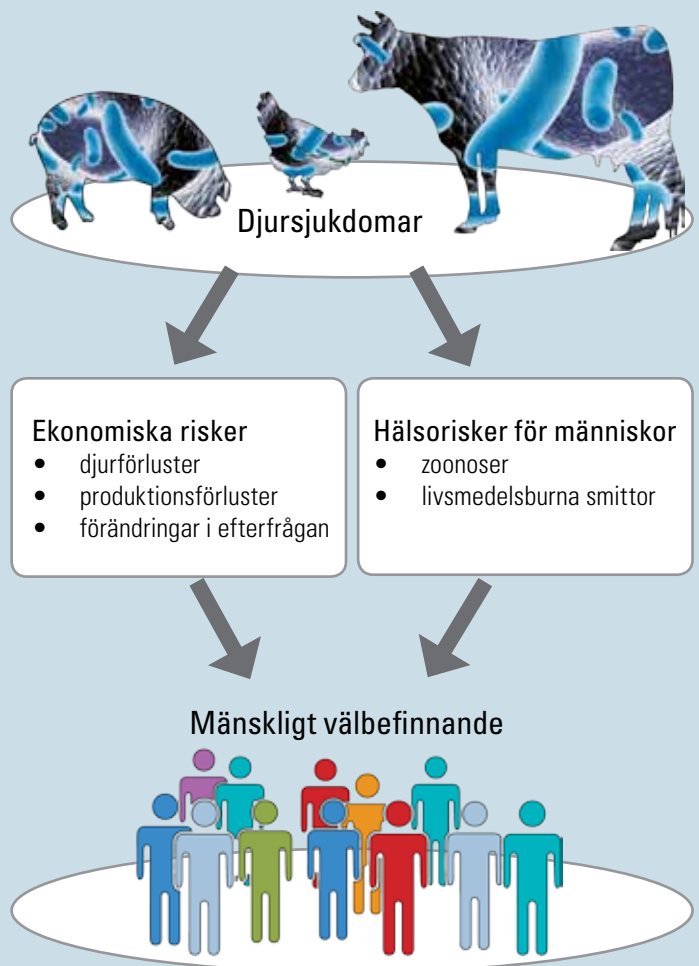 Djursjukdomar
Ekonomiska risker
• djurförluster
• produktionsförluster
• förändringar i efterfrågan
Hälsorisker för människor
• zoonoser
• livsmedelsburna smittor
Mänskligt välbefinnande